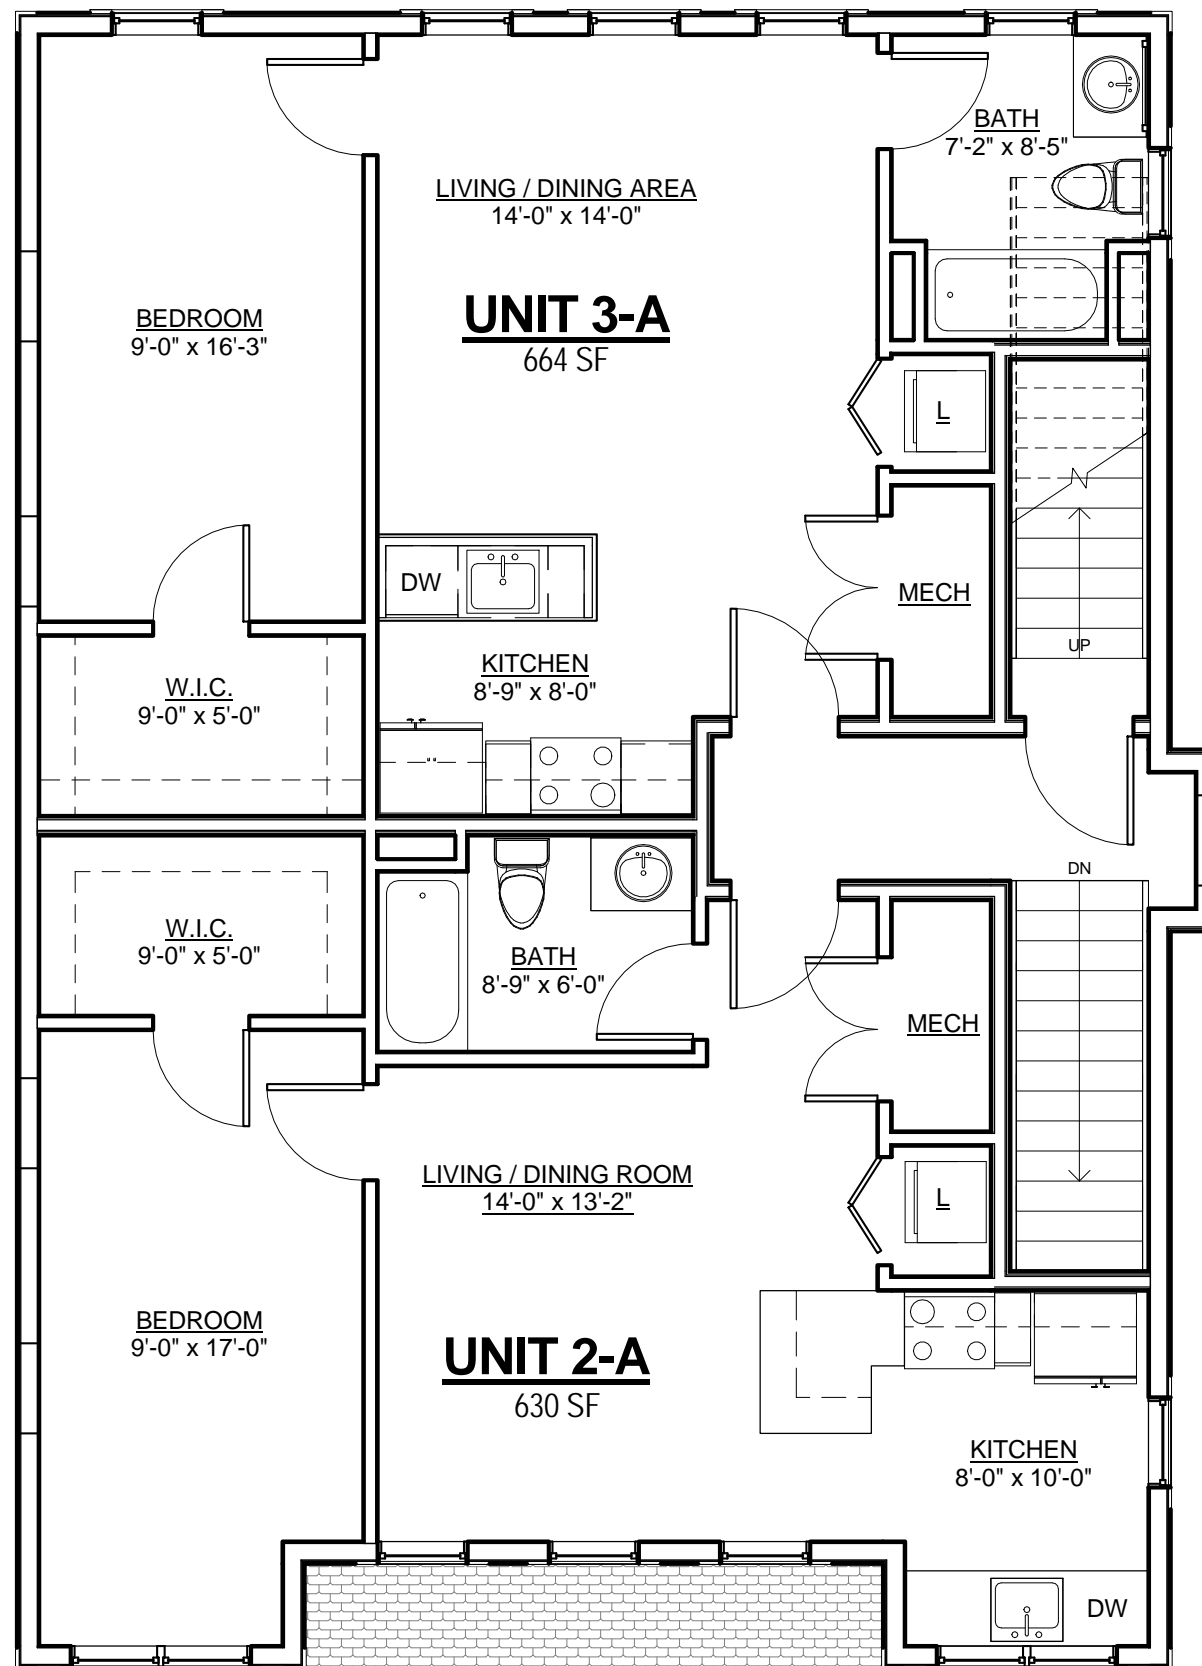 BATH
7'-2" x 8'-5"
LIVING / DINING AREA
14'-0" x 14'-0"
UNIT 3-A
664 SF
BEDROOM
9'-0" x 16'-3"
L
DW
MECH
UP
KITCHEN
8'-9" x 8'-0"
W.I.C.
9'-0" x 5'-0"
DN
W.I.C.
9'-0" x 5'-0"
BATH
8'-9" x 6'-0"
MECH
LIVING / DINING ROOM
14'-0" x 13'-2"
L
BEDROOM
9'-0" x 17'-0"
UNIT 2-A
630 SF
KITCHEN
8'-0" x 10'-0"
DW